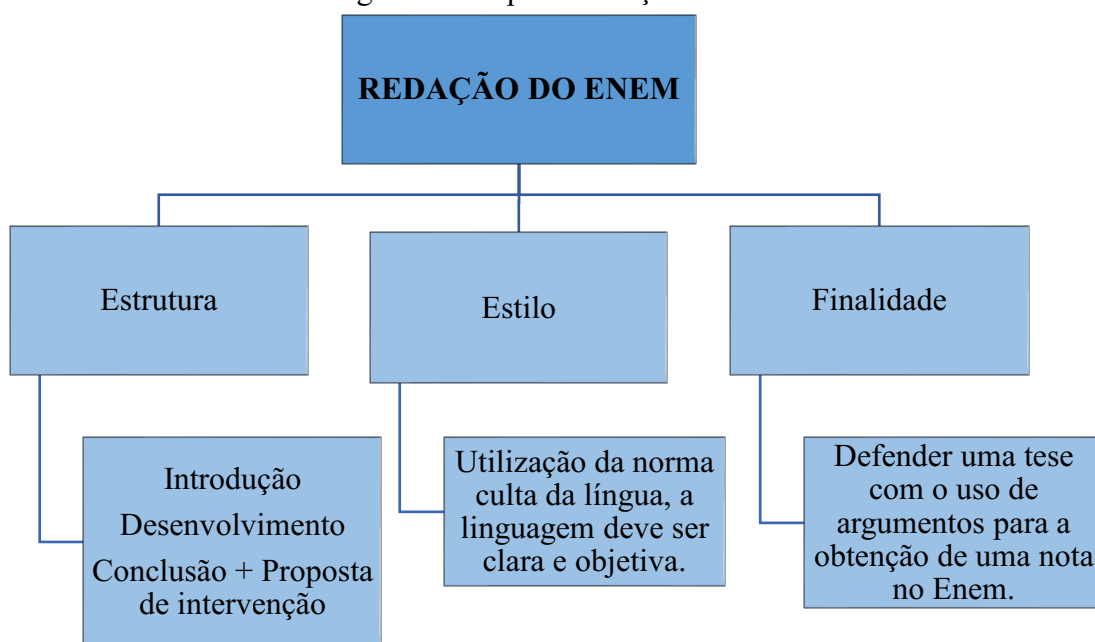 REDAÇÃO DO ENEM
Estrutura
Estilo
Finalidade
Introdução
Desenvolvimento
Conclusão + Proposta
de intervenção
Utilização da norma
culta da língua, a
linguagem deve ser
clara e objetiva.
Defender uma tese
com o uso de
argumentos para a
obtenção de uma nota
no Enem.